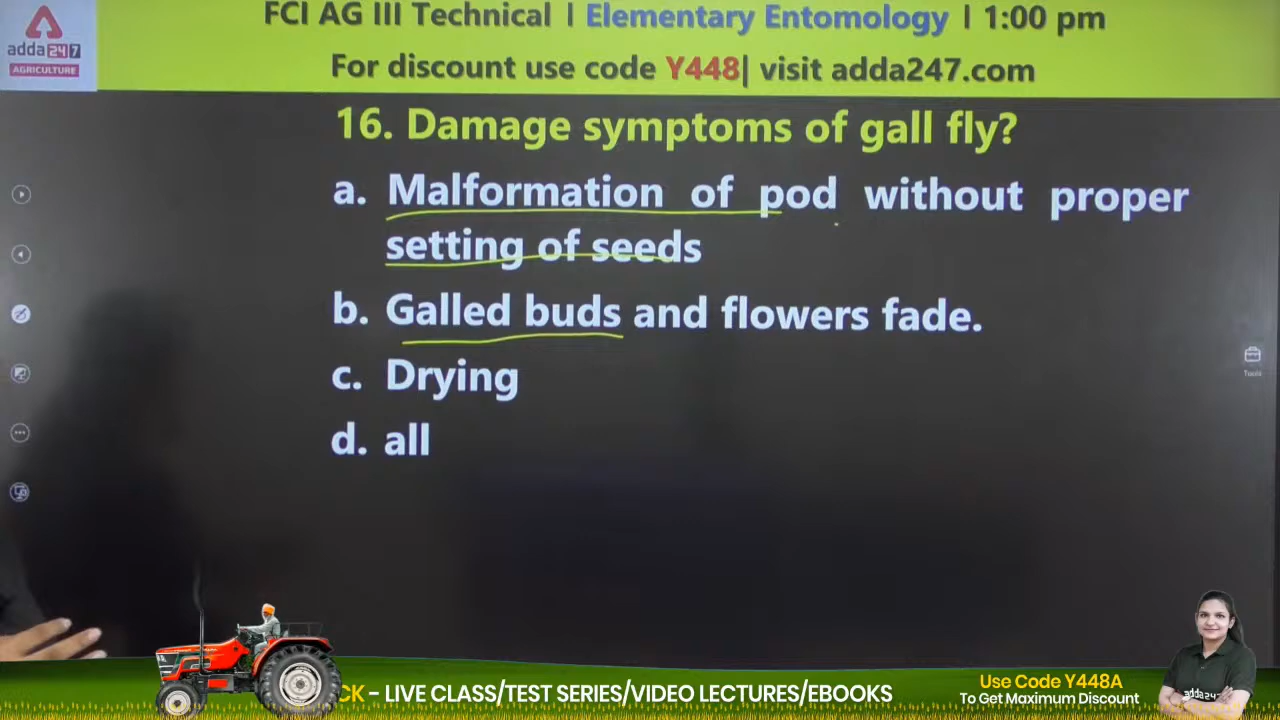 FCI AG III Technical I Elementary Entomology I 1:00 pm
adda247
AGRICULTURE
For discount use code Y448| visit adda247.com
16. Damage symptoms of gall fly?
a. Malformation of pod without proper
setting of seeds
b. Galled buds and flowers fade.
c. Drying
d. all
Tools
CK - LIVE CLASS/TEST SERIES/VIDEO LECTURES/EBOOKS
Use Code Y448A
To Get Maximum Discount
adda247